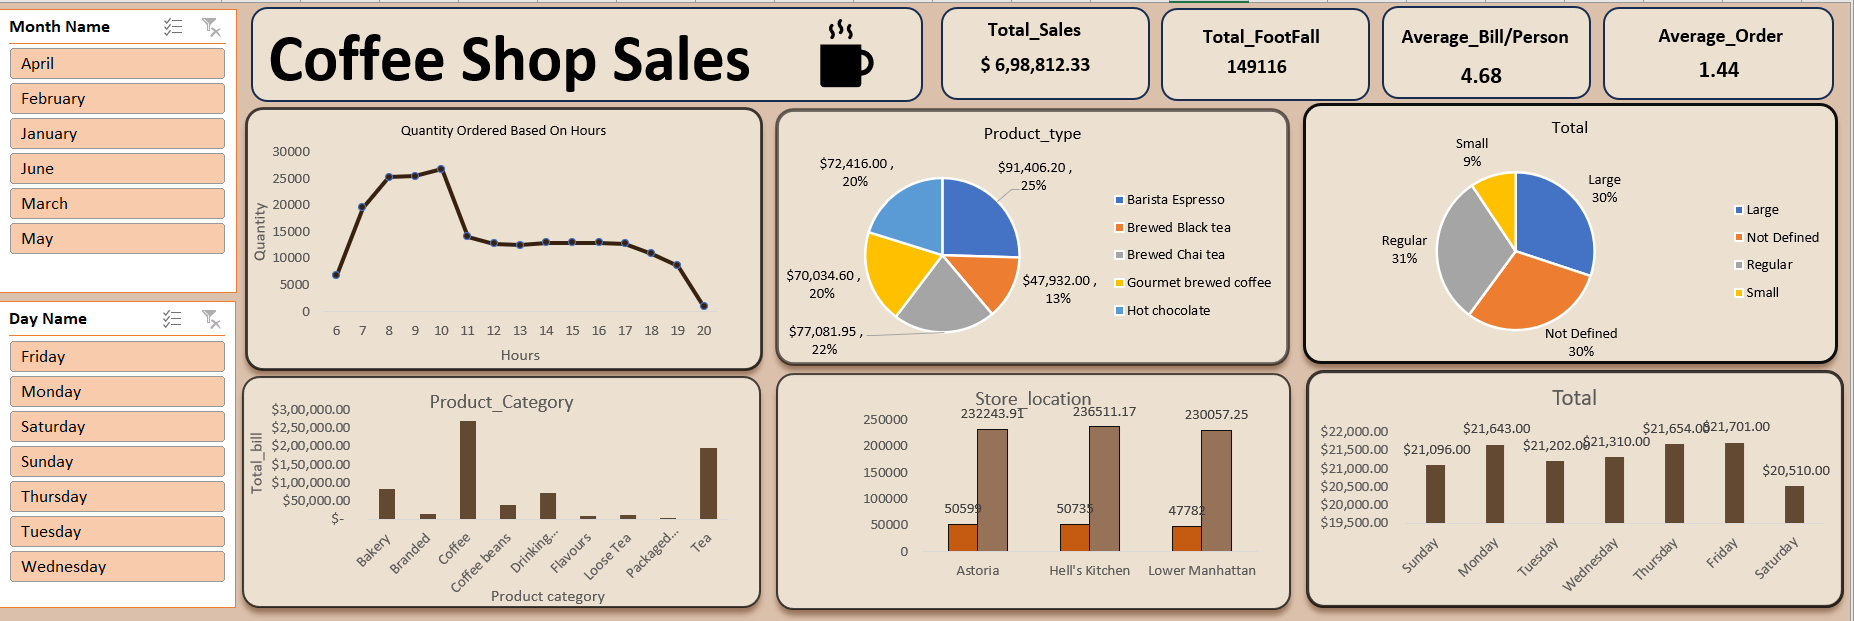 Month Name
April
February
January
June
March
May
Day Name
Friday
Monday
Saturday
Sunday
Thursday
Tuesday
Wednesday
Coffee Shop Sales
Total_Sales
$ 6,98,812.33
Total_FootFall
149116
Average_Bill/Person
4.68
Average_Order
1.44
Quantity Ordered Based On Hours
Quantity
30000
25000
20000
15000
10000
5000
0
6 7 8 9 10 11 12 13 14 15 16 17 18 19 20
Hours
Product_type
$72,416.00 ,
20%
$91,406.20 ,
25%
$70,034.60 ,
20%
$47,932.00 ,
13%
$77,081.95 ,
22%
Barista Espresso
Brewed Black tea
Brewed Chai tea
Gourmet brewed coffee
Hot chocolate
Total
Small
9%
Large
30%
Regular
31%
Not Defined
30%
Large
Not Defined
Regular
Small
Product_Category
Total_bill
$3,00,000.00
$2,50,000.00
$2,00,000.00
$1,50,000.00
$1,00,000.00
$50,000.00
$-
Bakery
Branded
Coffee
Coffee beans
Drinking...
Flavours
Loose Tea
Packaged...
Tea
Product category
Store_location
250000
200000
150000
100000
50000
0
232243.91
236511.17
230057.25
50599
50735
47782
Astoria
Hell's Kitchen
Lower Manhattan
Total
$22,000.00
$21,500.00
$21,000.00
$20,500.00
$20,000.00
$19,500.00
$21,096.00
$21,643.00
$21,202.00
$21,310.00
$21,654.00
$21,701.00
$20,510.00
Sunday
Monday
Tuesday
Wednesday
Thursday
Friday
Saturday